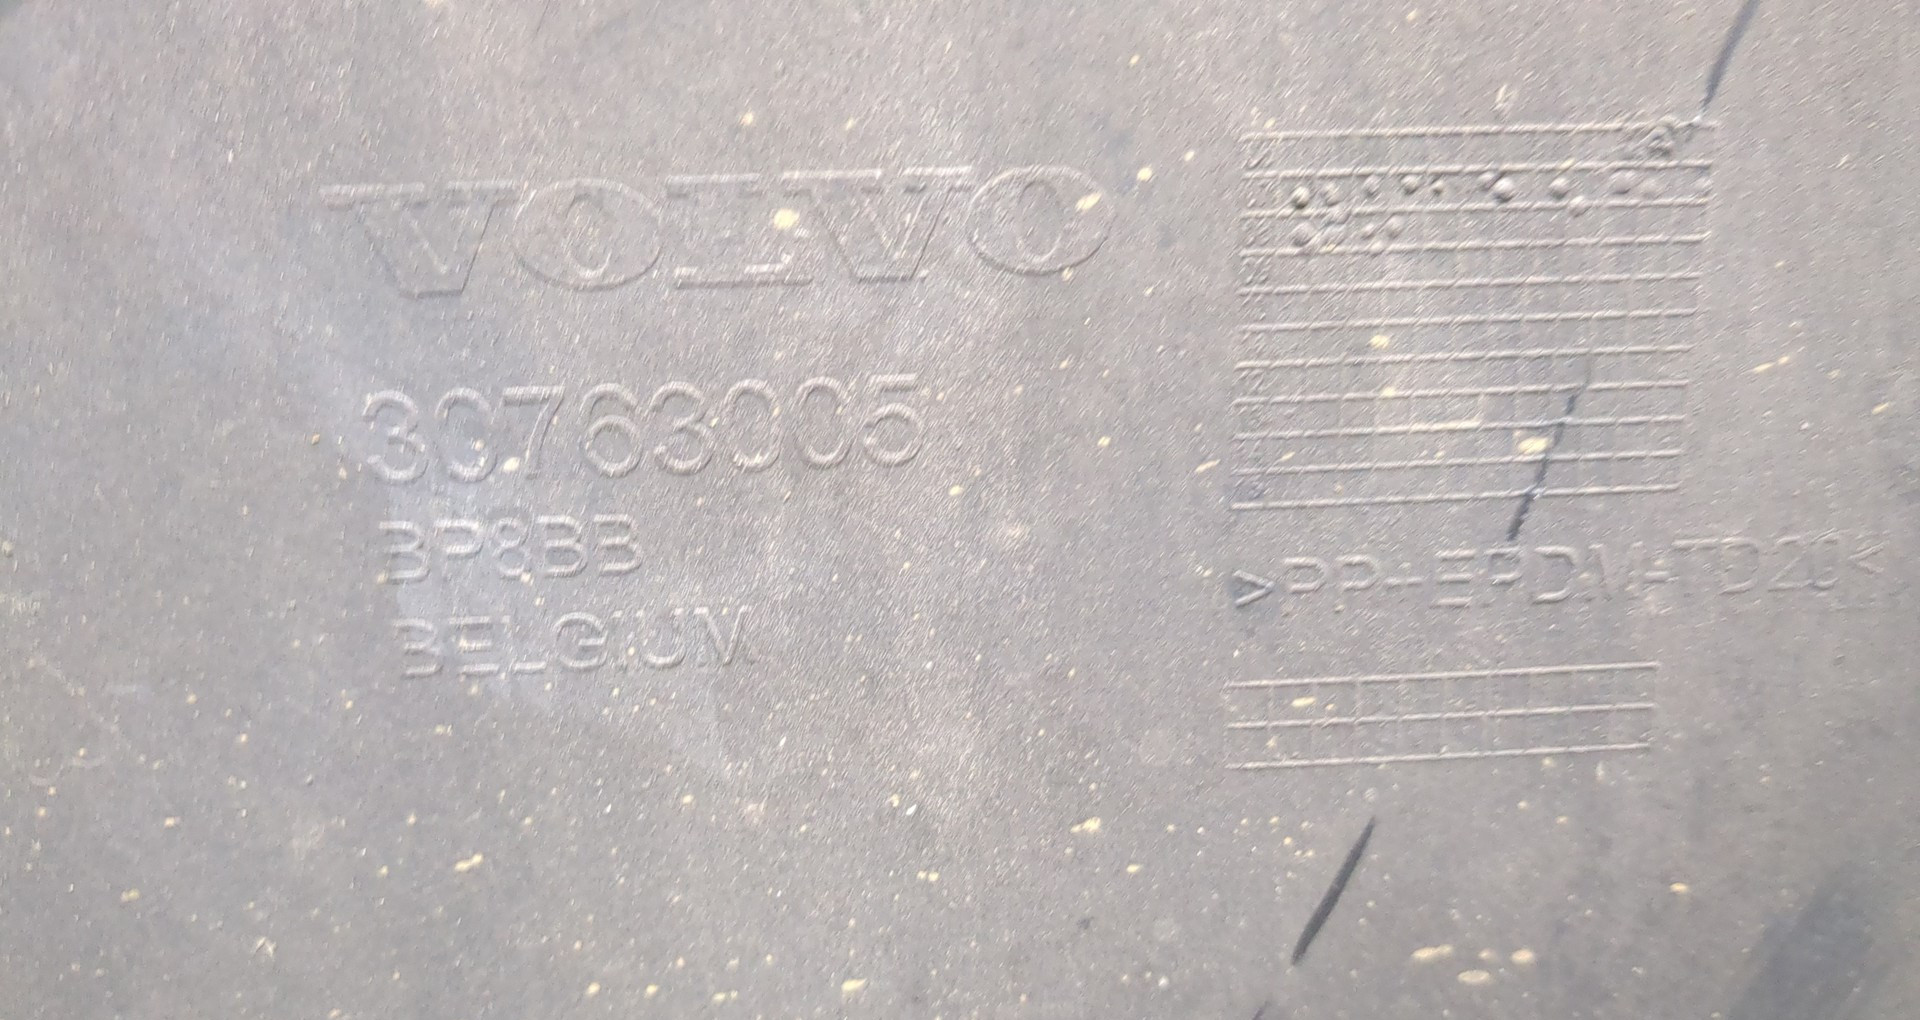 VOLVO
30763005
BP8BB
BELGIUM
>PP+EPDM-TD20<